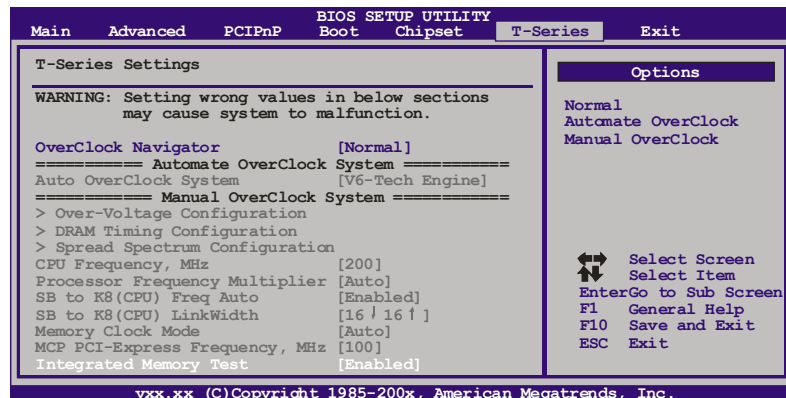 BIOS SETUP UTILITY
Main Advanced PCIPnP Boot Chipset T-Series Exit
T-Series Settings
WARNING: Setting wrong values in below sections
may cause system to malfunction.
OverClock Navigator [Normal]
=========== Automate OverClock System ===========
Auto OverClock System [V6-Tech Engine]
============ Manual OverClock System ============
> Over-Voltage Configuration
> DRAM Timing Configuration
> Spread Spectrum Configuration
CPU Frequency, MHz [200]
Processor Frequency Multiplier [Auto]
SB to K8(CPU) Freq Auto [Enabled]
SB to K8(CPU) LinkWidth [16 ↓ 16 ↑ ]
Memory Clock Mode [Auto]
MCP PCI-Express Frequency, MHz [100]
Integrated Memory Test [Enabled]
Options
Normal
Automate OverClock
Manual OverClock
Select Screen
Select Item
EnterGo to Sub Screen
F1 General Help
F10 Save and Exit
ESC Exit
vxx.xx (C)Copyright 1985-200x, American Megatrends, Inc.